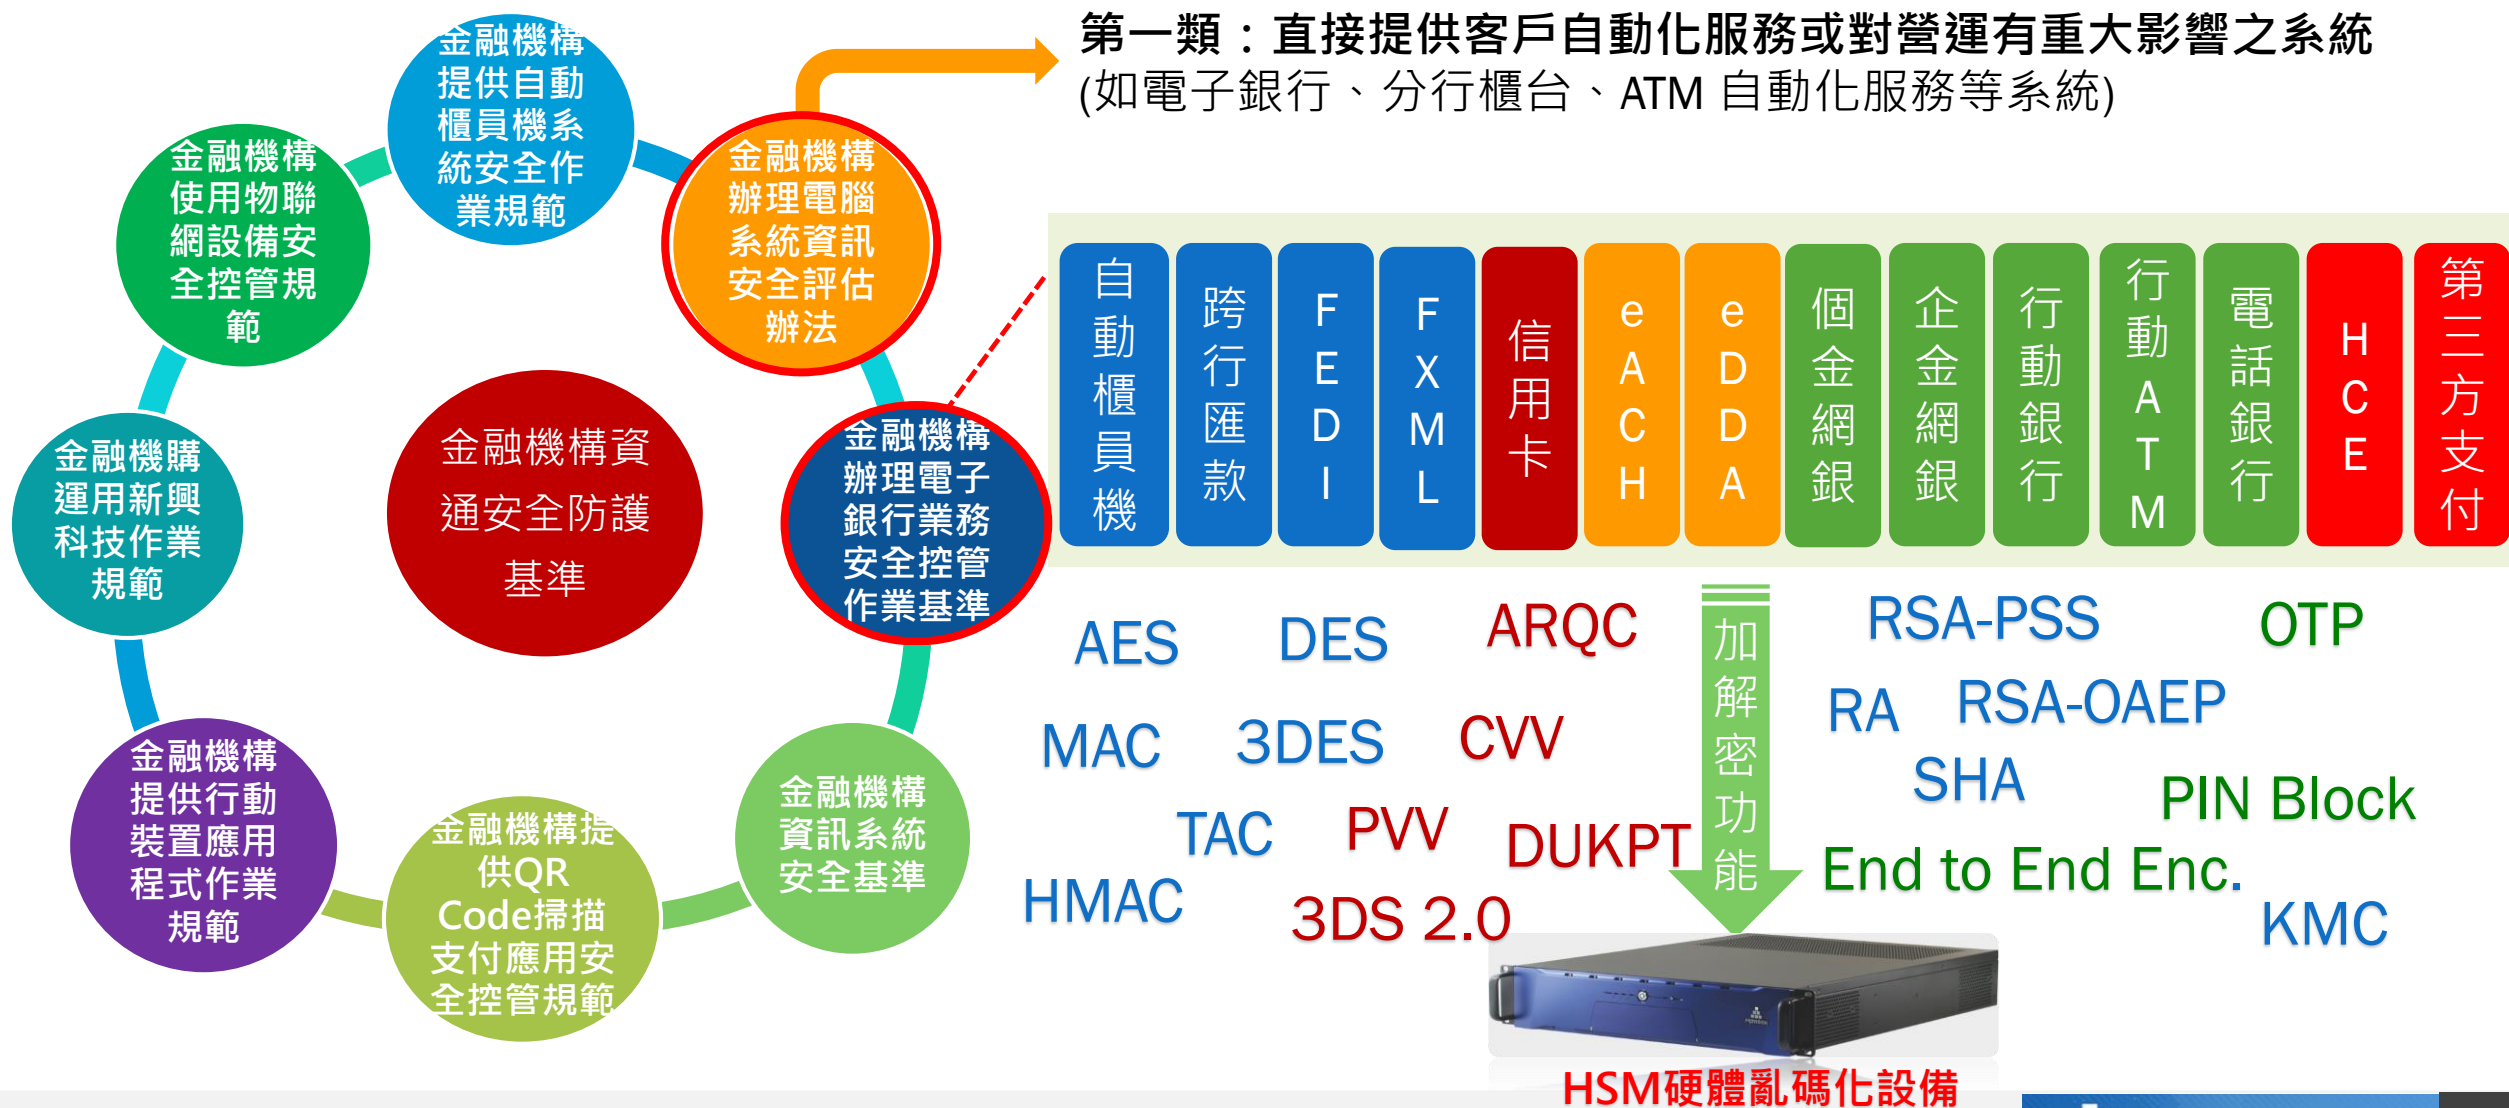 第一類：直接提供客戶自動化服務或對營運有重大影響之系統
(如電子銀行、分行櫃台、ATM 自動化服務等系統)
金融機構
提供自動
櫃員機系
統安全作
業規範
金融機構
辦理電腦
系統資訊
安全評估
辦法
金融機構
辦理電子
銀行業務
安全控管
作業基準
金融機構
資訊系統
安全基準
金融機構提
供QR
Code掃描
支付應用安
全控管規範
金融機構
提供行動
裝置應用
程式作業
規範
金融機購
運用新興
科技作業
規範
金融機構
使用物聯
網設備安
全控管規
範
金融機構資
通安全防護
基準
自動櫃員機
跨行匯款
FEDI
FXML
信用卡
eACH
eDDA
個金網銀
企金網銀
行動銀行
行動ATM
電話銀行
HCE
第三方支付
加解密功能
AES
DES
ARQC
MAC
3DES
CVV
TAC
PVV
DUKPT
HMAC
3DS 2.0
RSA-PSS
OTP
RA
RSA-OAEP
SHA
PIN Block
End to End Enc.
KMC
HSM硬體亂碼化設備